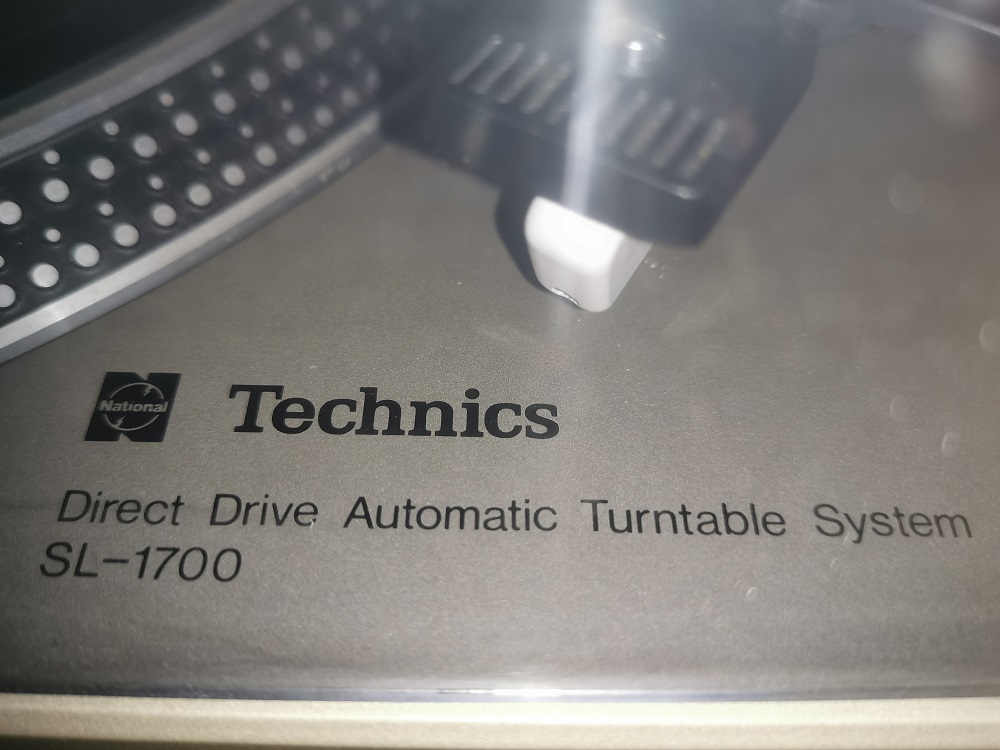 National Technics
Direct Drive Automatic Turntable System
SL-1700